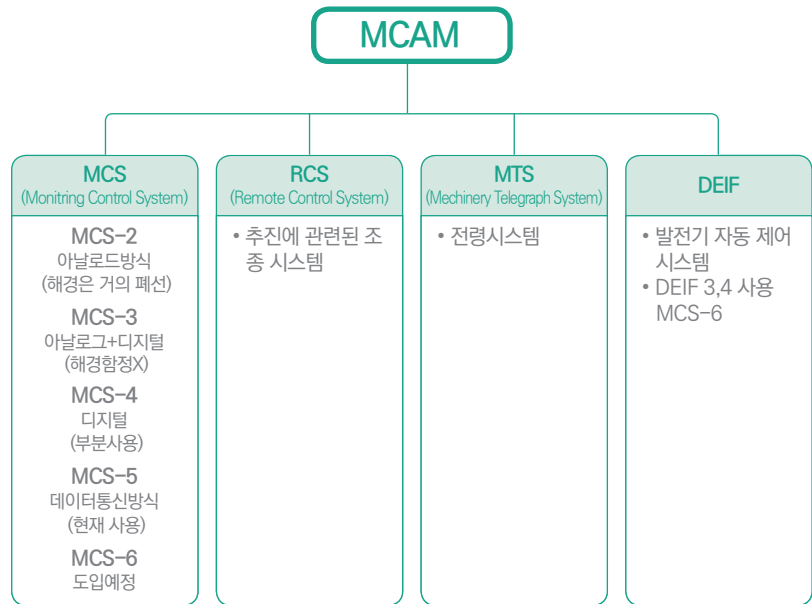 MCAM
MCS
(Monitring Control System)
MCS-2
아날로드방식
(해경은 거의 폐선)
MCS-3
아날로그+디지털
(해경함정X)
MCS-4
디지털
(부분사용)
MCS-5
데이터통신방식
(현재 사용)
MCS-6
도입예정
RCS
(Remote Control System)
• 추진에 관련된 조
종 시스템
MTS
(Mechinery Telegraph System)
• 전령시스템
DEIF
• 발전기 자동 제어
시스템
• DEIF 3,4 사용
MCS-6